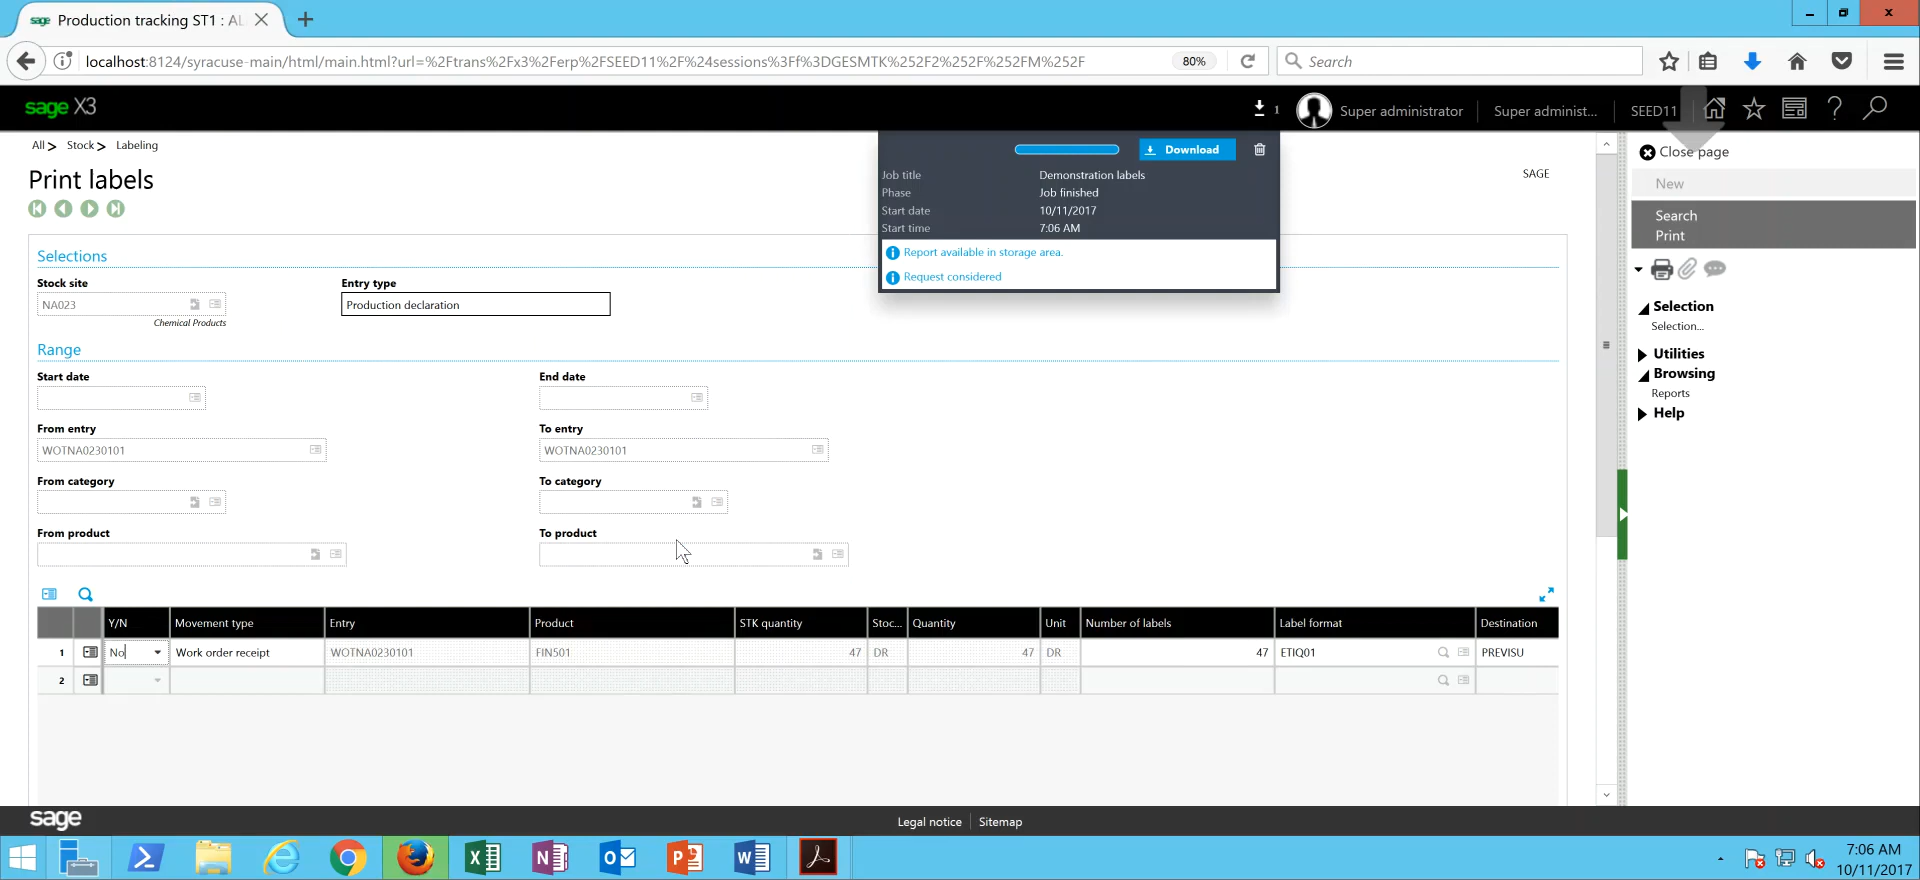 sage Production tracking ST1 : AL
localhost:8124/syracuse-main/html/main.html?url=%2Ftrans%2Fx3%2Ferp%2FSEED11%2F%24sessions%3Ff%3DGESMTK%252F2%252F%252FM%252F
80%
Search
sage X3
1
Super administrator
Super administ...
SEED11
All > Stock > Labeling
Download
Close page
Print labels
SAGE
Job title Demonstration labels
Phase Job finished
Start date 10/11/2017
Start time 7:06 AM
Report available in storage area.
Request considered
New
Search
Print
Selections
Stock site Entry type
NA023 Production declaration
Chemical Products
Selection
Selection...
Utilities
Browsing
Reports
Help
Range
Start date End date
From entry To entry
WOTNA0230101 WOTNA0230101
From category To category
From product To product
Y/N Movement type Entry Product STK quantity Stoc... Quantity Unit Number of labels Label format Destination
1 No Work order receipt WOTNA0230101 FIN501 47 DR 47 DR 47 ETIQ01 PREVISU
2
sage
Legal notice Sitemap
7:06 AM
10/11/2017